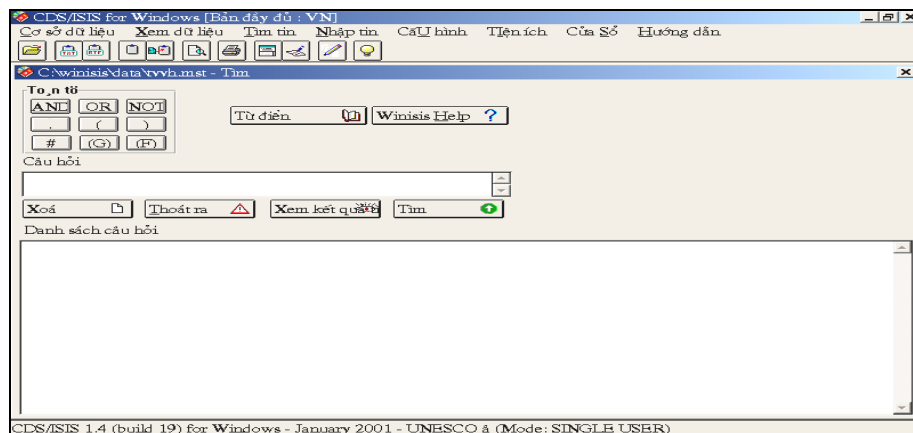 CDS/ISIS for Windows [Bản đầy đủ : VN]
Cơ sở dữ liệu Xem dữ liệu Tìm tin Nhập tin CấU hình TIện ích Cửa Sổ Hướng dẫn
C:\winisis\data\tvvh.mst - Tìm
To¸n tö
AND OR NOT
. ( )
# (G) (F)
Từ điển Winisis Help ?
Câu hỏi
Xoá Thoát ra Xem kết quả Tìm
Danh sách câu hỏi
CDS/ISIS 1.4 (build 19) for Windows - January 2001 - UNESCO â (Mode: SINGLE USER)